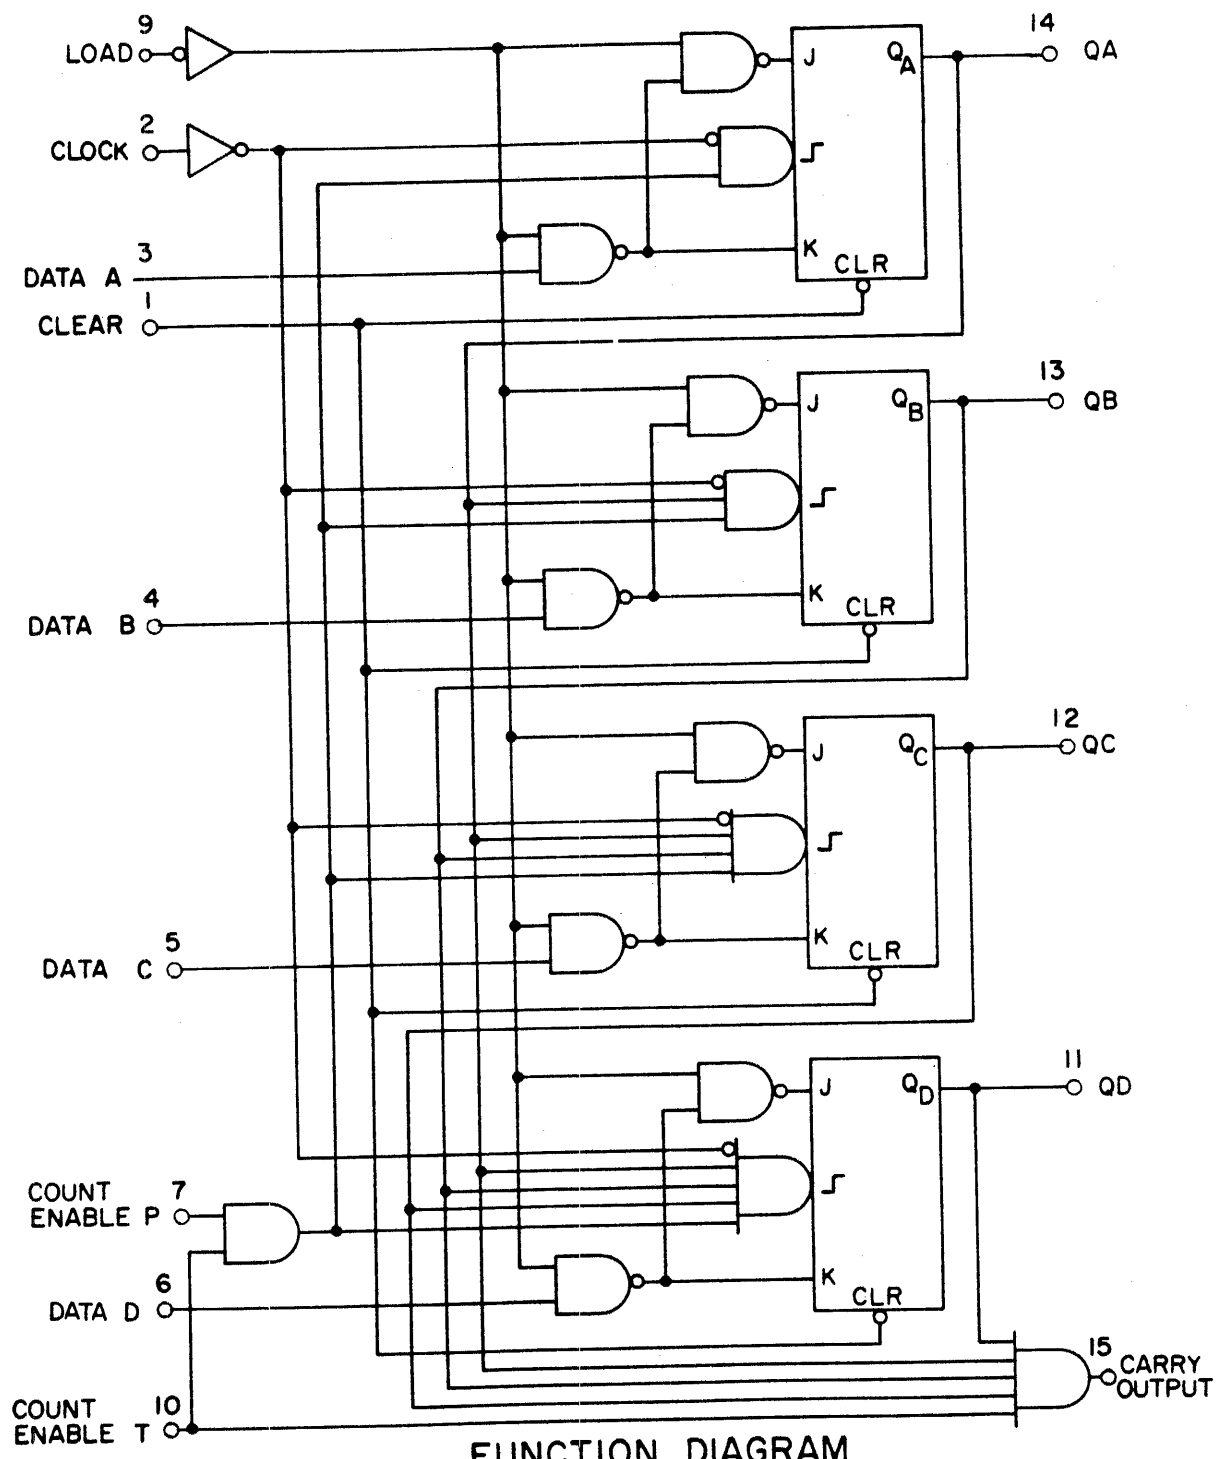 9
LOAD
14
QA
J
QA
2
CLOCK
3
DATA A
K
CLR
1
CLEAR
13
QB
J
QB
4
DATA B
K
CLR
12
QC
J
QC
5
DATA C
K
CLR
11
QD
J
QD
COUNT
ENABLE P
7
K
6
DATA D
CLR
15
CARRY
OUTPUT
COUNT
ENABLE T
10
FUNCTION DIAGRAM